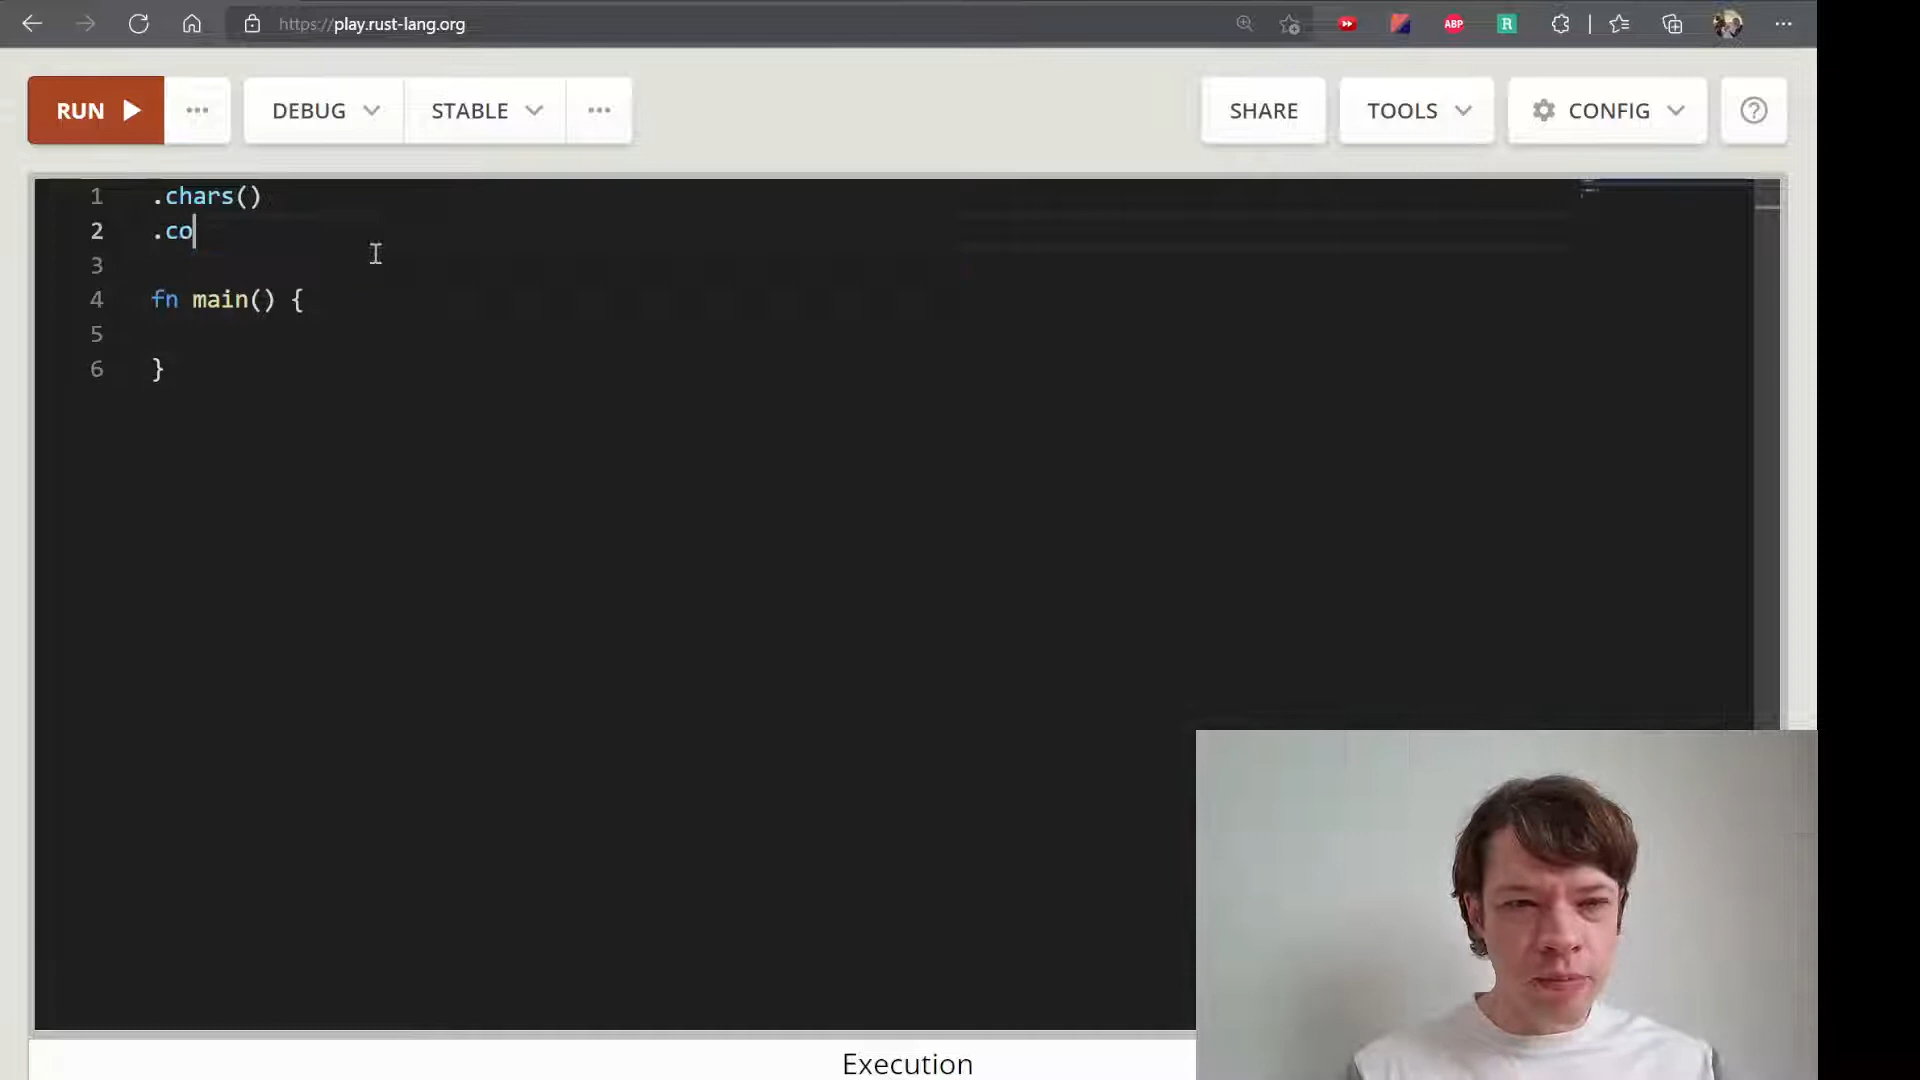 https://play.rust-lang.org
ABP
R
RUN
DEBUG
STABLE
SHARE
TOOLS
CONFIG
1 .chars()
2 .co
3
4 fn main() {
5
6 }
Execution